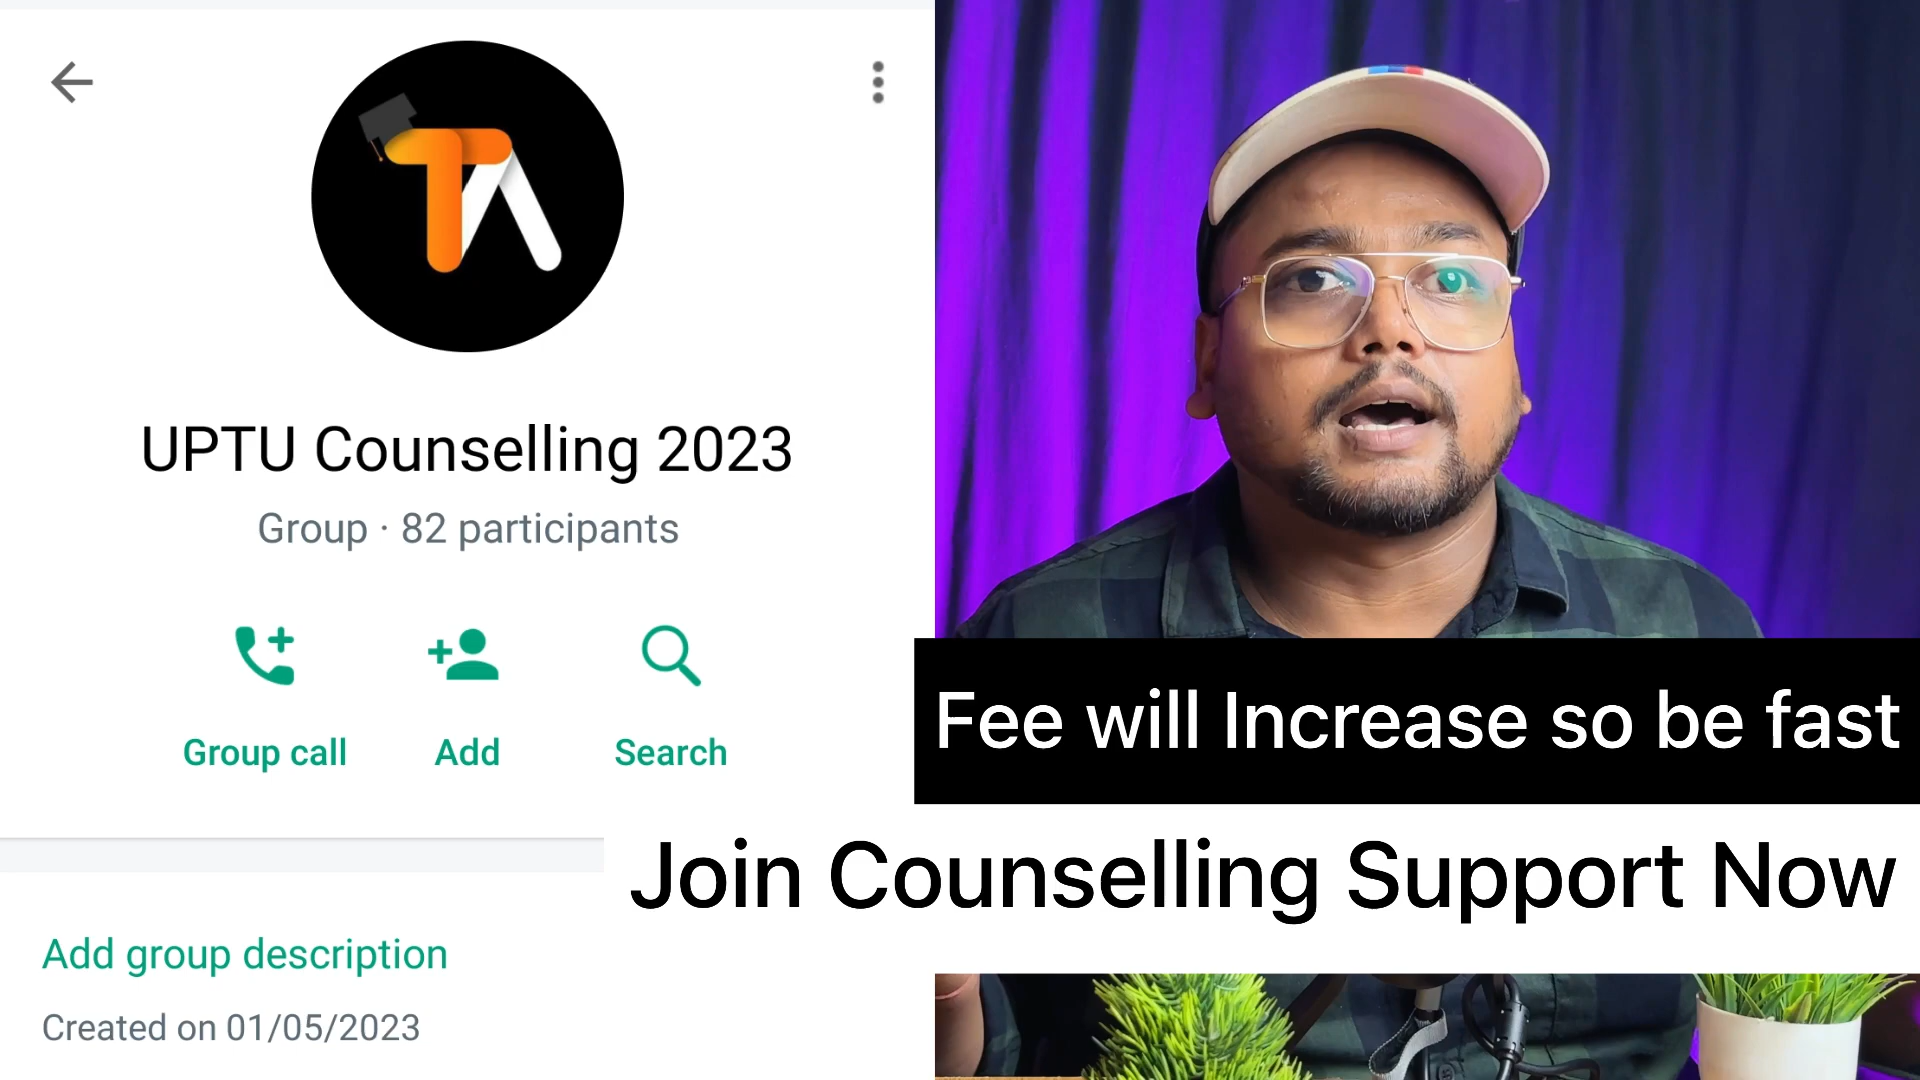 TA
UPTU Counselling 2023
Group · 82 participants
Group call
Add
Search
Fee will Increase so be fast
Join Counselling Support Now
Add group description
Created on 01/05/2023